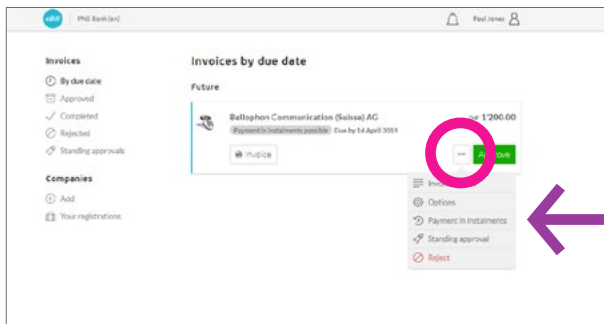 eBill PNS Bank (en) Paul Jones
Invoices
By due date
Approved
Completed
Rejected
Standing approvals
Companies
Add
Your registrations
Invoices by due date
Future
Bellophon Communication (Suisse) AG 1'200.00
Payment in instalments possible Due by 14 April 2019
Invoice
Options
Payment in instalments
Standing approval
Reject